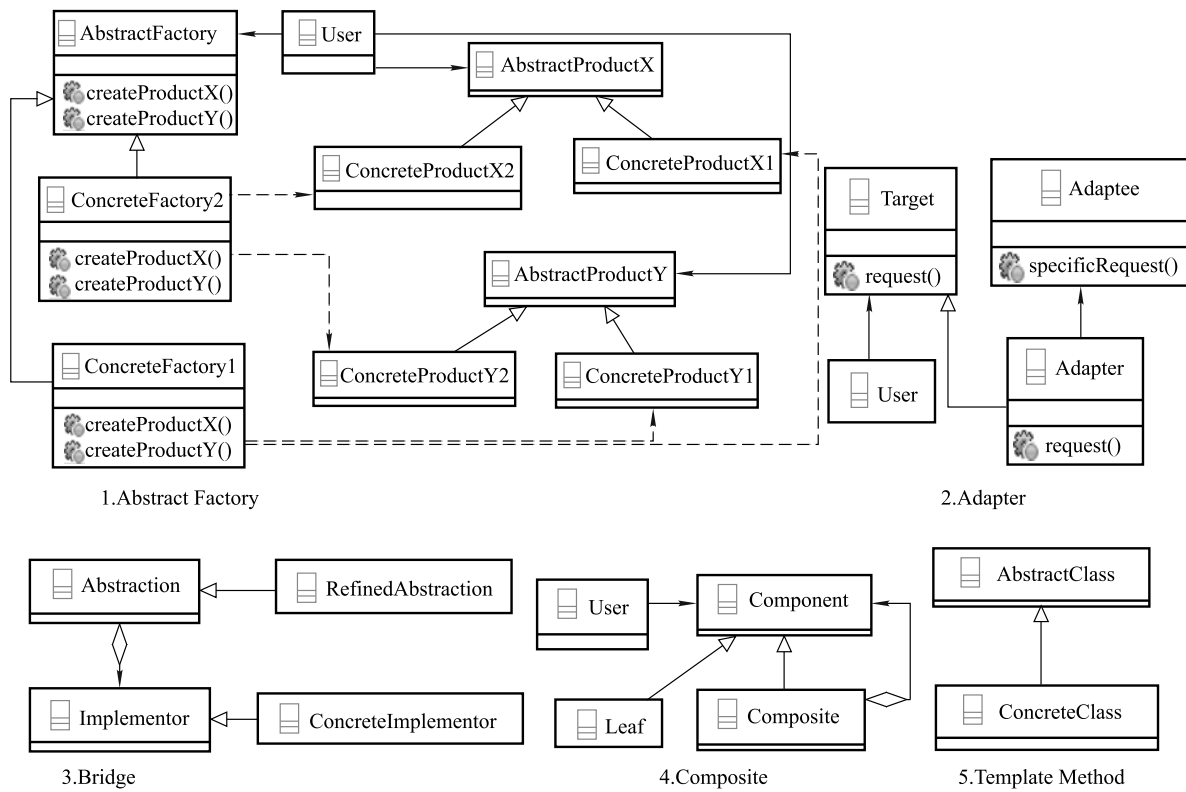 AbstractFactory
User
AbstractProductX
createProductX()
createProductY()
ConcreteProductX2
ConcreteProductX1
ConcreteFactory2
createProductX()
createProductY()
AbstractProductY
ConcreteFactory1
createProductX()
createProductY()
ConcreteProductY2
ConcreteProductY1
1.Abstract Factory
Target
request()
Adaptee
specificRequest()
User
Adapter
request()
2.Adapter
Abstraction
RefinedAbstraction
Implementor
ConcreteImplementor
3.Bridge
User
Component
Leaf
Composite
4.Composite
AbstractClass
ConcreteClass
5.Template Method